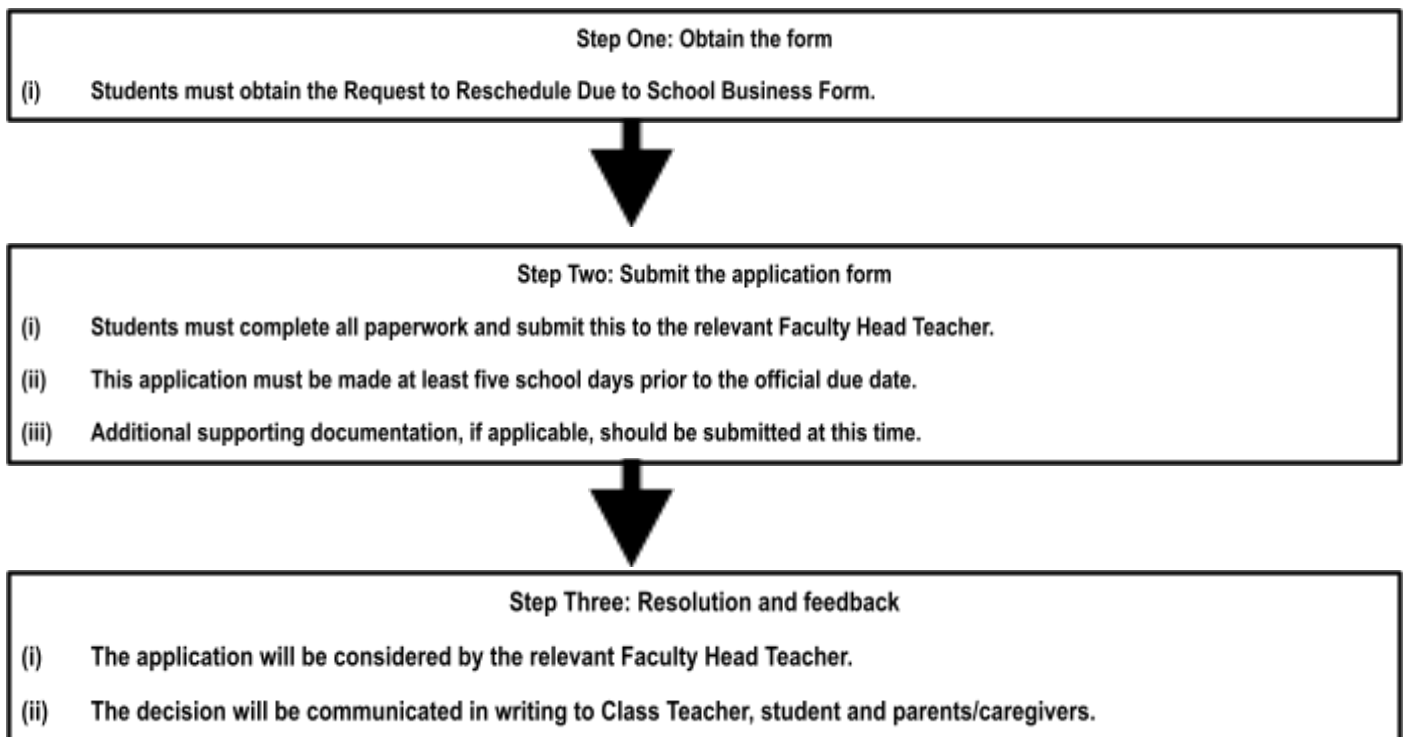 Step One: Obtain the form
(i) Students must obtain the Request to Reschedule Due to School Business Form.
Step Two: Submit the application form
(i) Students must complete all paperwork and submit this to the relevant Faculty Head Teacher.
(ii) This application must be made at least five school days prior to the official due date.
(iii) Additional supporting documentation, if applicable, should be submitted at this time.
Step Three: Resolution and feedback
(i) The application will be considered by the relevant Faculty Head Teacher.
(ii) The decision will be communicated in writing to Class Teacher, student and parents/caregivers.